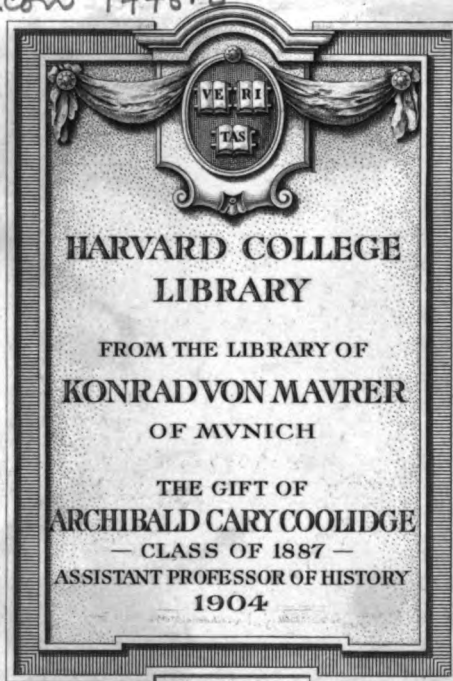 VE RI
TAS
HARVARD COLLEGE
LIBRARY
FROM THE LIBRARY OF
KONRAD VON MAVRER
OF MVNICH
THE GIFT OF
ARCHIBALD CARY COOLIDGE
— CLASS OF 1887 —
ASSISTANT PROFESSOR OF HISTORY
1904